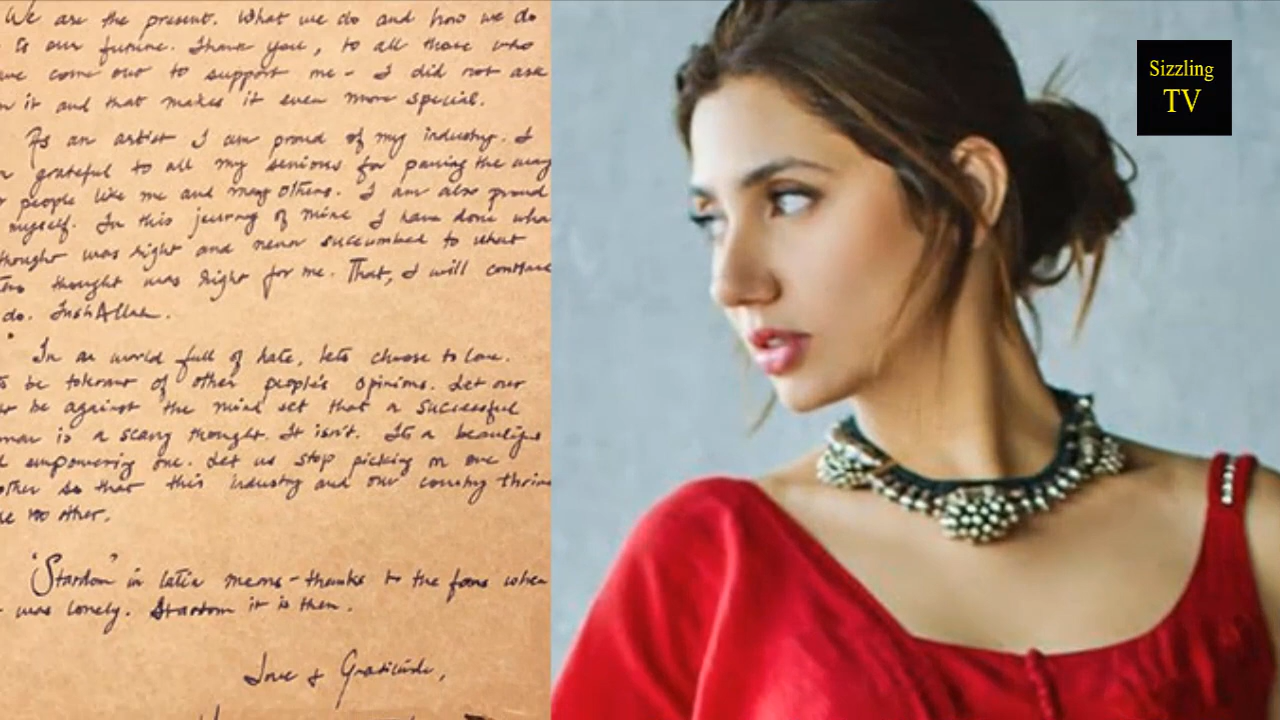 We are the present. What we do and how we do
is our future. Thank you, to all those who
ve come out to support me - I did not ask
it and that makes it even more special.
As an artist I am proud of my industry. I
grateful to all my seniors for paving the way
people like me and many others. I am also proud
myself. In this journey of mine I have done wha
thought was right and never succumbed to what
thought was right for me. That, I will continue
do. InshAllah.
In a world full of hate, lets choose to love.
be tolerant of other people's opinions. Let our
be against the mind set that a successful
man is a scary thought. It isn't. Its a beautiful
empowering one. Let us stop picking on one
other so that this industry and our country thrive
no other.
"Stardom" in latin means - thanks to the fans when
was lonely. Stardom it is then.
Love & Gratitude,
Sizzling
TV